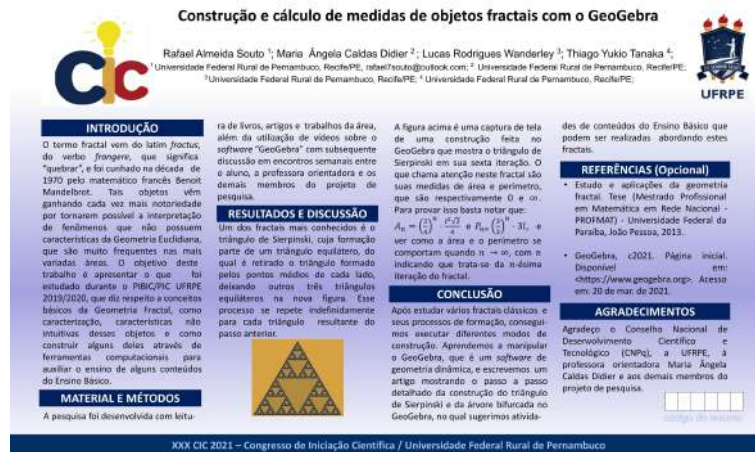 Construção e cálculo de medidas de objetos fractais com o GeoGebra
Rafael Almeida Souto ¹; Maria Ângela Caldas Didier ²; Lucas Rodrigues Wanderley ³; Thiago Yukio Tanaka ⁴;
¹ Universidade Federal Rural de Pernambuco, Recife/PE, rafael7souto@outlook.com; ² Universidade Federal Rural de Pernambuco, Recife/PE;
³ Universidade Federal Rural de Pernambuco, Recife/PE; ⁴ Universidade Federal Rural de Pernambuco, Recife/PE;
CIC
UFRPE
INTRODUÇÃO
O termo fractal vem do latim fractus,
do verbo frangere, que significa
"quebrar", e foi cunhado na década de
1970 pelo matemático francês Benoit
Mandelbrot. Tais objetos vêm
ganhando cada vez mais notoriedade
por tornarem possível a interpretação
de fenômenos que não possuem
características da Geometria Euclidiana,
que são muito frequentes nas mais
variadas áreas. O objetivo deste
trabalho é apresentar o que foi
estudado durante o PIBIC/PIC UFRPE
2019/2020, que diz respeito a conceitos
básicos da Geometria Fractal, como
caracterização, características não
intuitivas desses objetos e como
construir alguns deles através de
ferramentas computacionais para
auxiliar o ensino de alguns conteúdos
do Ensino Básico.
MATERIAL E MÉTODOS
A pesquisa foi desenvolvida com leitu-
ra de livros, artigos e trabalhos da área,
além da utilização de vídeos sobre o
software "GeoGebra" com subsequente
discussão em encontros semanais entre
o aluno, a professora orientadora e os
demais membros do projeto de
pesquisa.
RESULTADOS E DISCUSSÃO
Um dos fractais mais conhecidos é o
triângulo de Sierpinski, cuja formação
parte de um triângulo equilátero, do
qual é retirado o triângulo formado
pelos pontos médios de cada lado,
deixando outros três triângulos
equiláteros na nova figura. Esse
processo se repete indefinidamente
para cada triângulo resultante do
passo anterior.
A figura acima é uma captura de tela
de uma construção feita no
GeoGebra que mostra o triângulo de
Sierpinski em sua sexta iteração. O
que chama atenção neste fractal são
suas medidas de área e perímetro,
que são respectivamente 0 e ∞.
Para provar isso basta notar que:
Aₙ = (3/4)ⁿ · l²√3/4 e Pₙ = (3/2)ⁿ · 3l, e
ver como a área e o perímetro se
comportam quando n → ∞, com n
indicando que trata-se da n-ésima
iteração do fractal.
CONCLUSÃO
Após estudar vários fractais clássicos e
seus processos de formação, consegui-
mos executar diferentes modos de
construção. Aprendemos a manipular
o GeoGebra, que é um software de
geometria dinâmica, e escrevemos um
artigo mostrando o passo a passo
detalhado da construção do triângulo
de Sierpinski e da árvore bifurcada no
GeoGebra, no qual sugerimos ativida-
des de conteúdos do Ensino Básico que
podem ser realizadas abordando estes
fractais.
REFERÊNCIAS (Opcional)
• Estudo e aplicações da geometria
fractal. Tese (Mestrado Profissional
em Matemática em Rede Nacional -
PROFMAT) - Universidade Federal da
Paraíba, João Pessoa, 2013.
• GeoGebra, c2021. Página inicial.
Disponível em:
<https://www.geogebra.org>. Acesso
em: 20 de mar. de 2021.
AGRADECIMENTOS
Agradeço o Conselho Nacional de
Desenvolvimento Científico e
Tecnológico (CNPq), a UFRPE, à
professora orientadora Maria Ângela
Caldas Didier e aos demais membros do
projeto de pesquisa.
código do resumo
XXX CIC 2021 – Congresso de Iniciação Científica / Universidade Federal Rural de Pernambuco